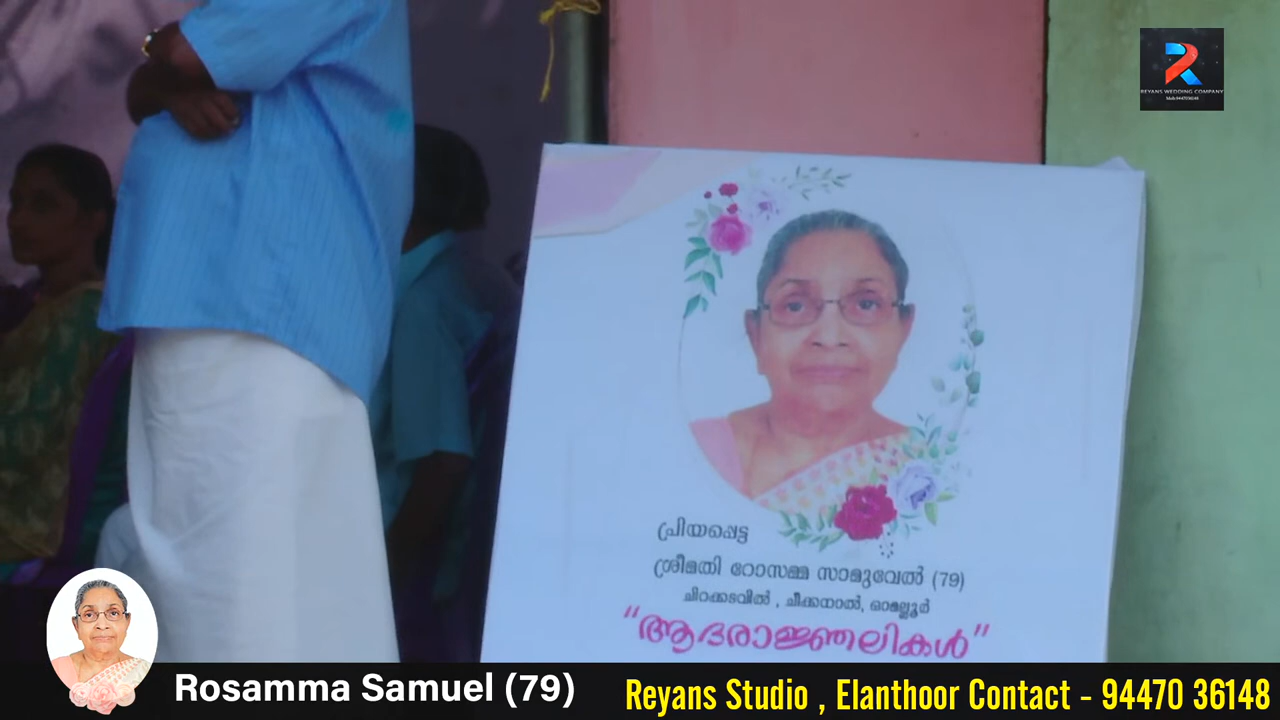 REYANS WEDDING COMPANY
പ്രിയപ്പെട്ട
ശ്രീമതി റോസമ്മ സാമുവേൽ (79)
ചിറക്കടവിൽ , ചീക്കനാൽ, ഓമല്ലൂർ
“ആദരാജ്ഞലികൾ”
Rosamma Samuel (79)
Reyans Studio , Elanthoor Contact - 94470 36148